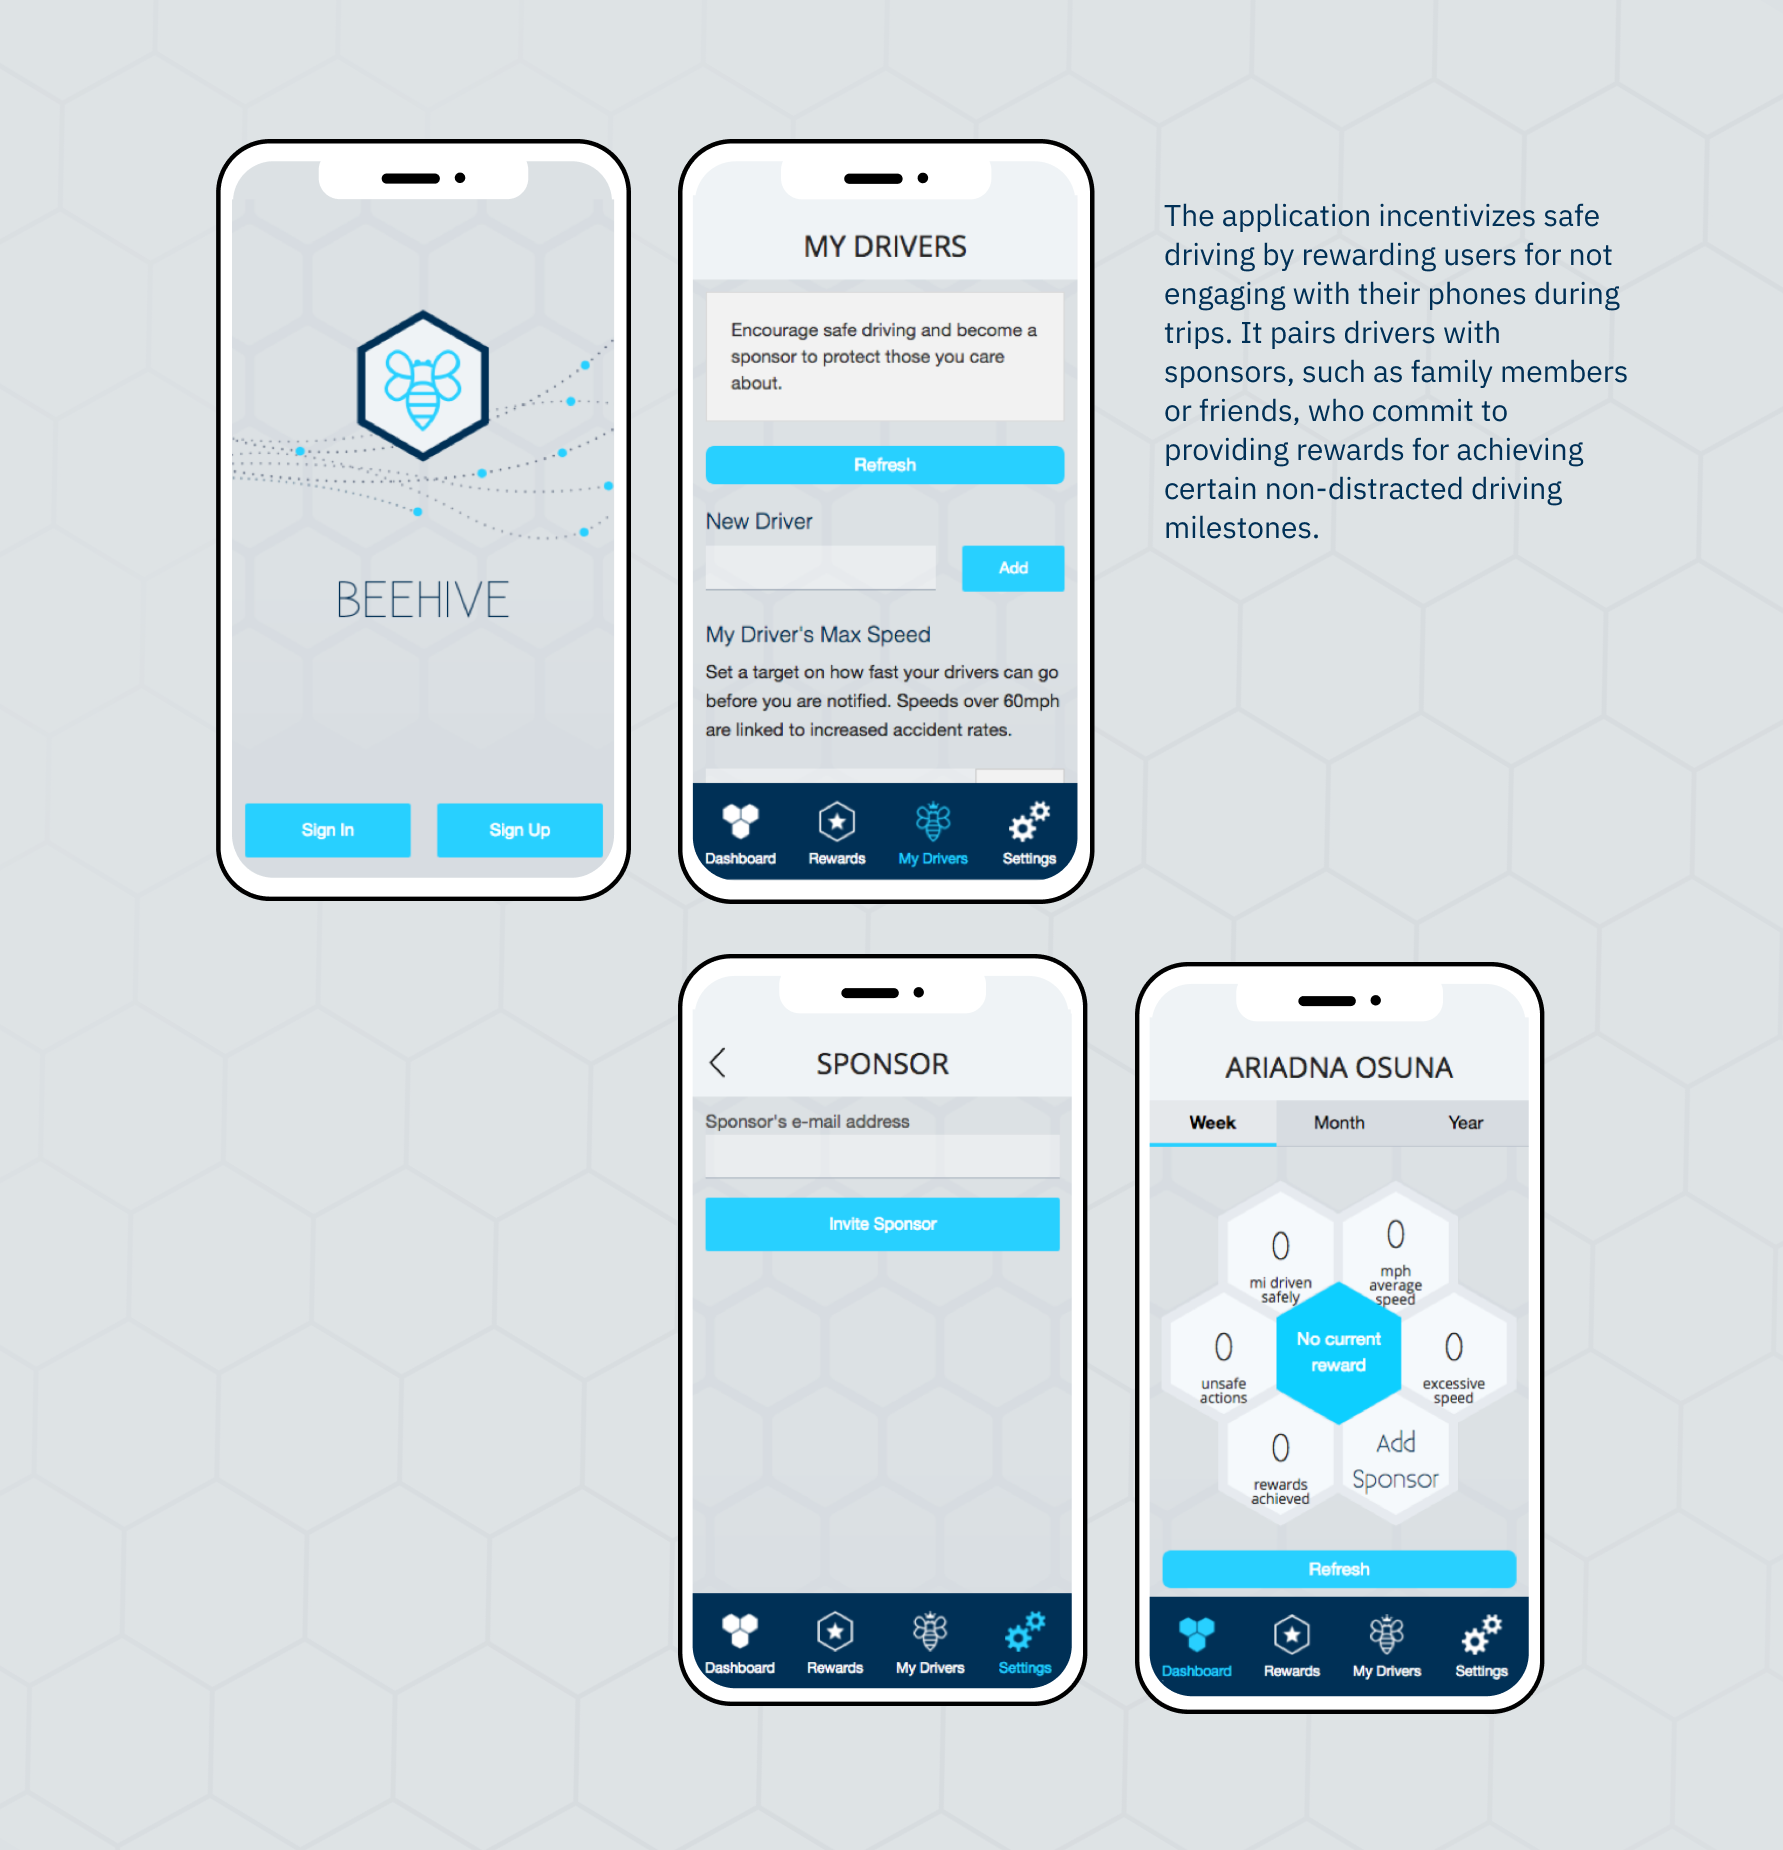 BEEHIVE
Sign In
Sign Up
MY DRIVERS
Encourage safe driving and become a
sponsor to protect those you care
about.
Refresh
New Driver
Add
My Driver's Max Speed
Set a target on how fast your drivers can go
before you are notified. Speeds over 60mph
are linked to increased accident rates.
Dashboard
Rewards
My Drivers
Settings
The application incentivizes safe
driving by rewarding users for not
engaging with their phones during
trips. It pairs drivers with
sponsors, such as family members
or friends, who commit to
providing rewards for achieving
certain non-distracted driving
milestones.
SPONSOR
Sponsor's e-mail address
Invite Sponsor
Dashboard
Rewards
My Drivers
Settings
ARIADNA OSUNA
Week
Month
Year
0
mi driven
safely
0
mph
average
speed
0
unsafe
actions
No current
reward
0
excessive
speed
0
rewards
achieved
Add
Sponsor
Refresh
Dashboard
Rewards
My Drivers
Settings